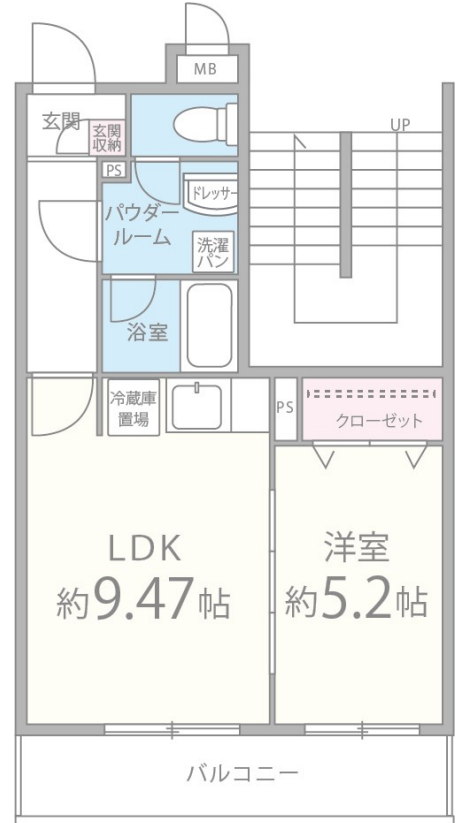 MB
UP
玄関
玄関
収納
PS
ドレッサー
パウダー
ルーム
洗濯
パン
浴室
冷蔵庫
置場
PS
クローゼット
LDK
約9.47帖
洋室
約5.2帖
バルコニー